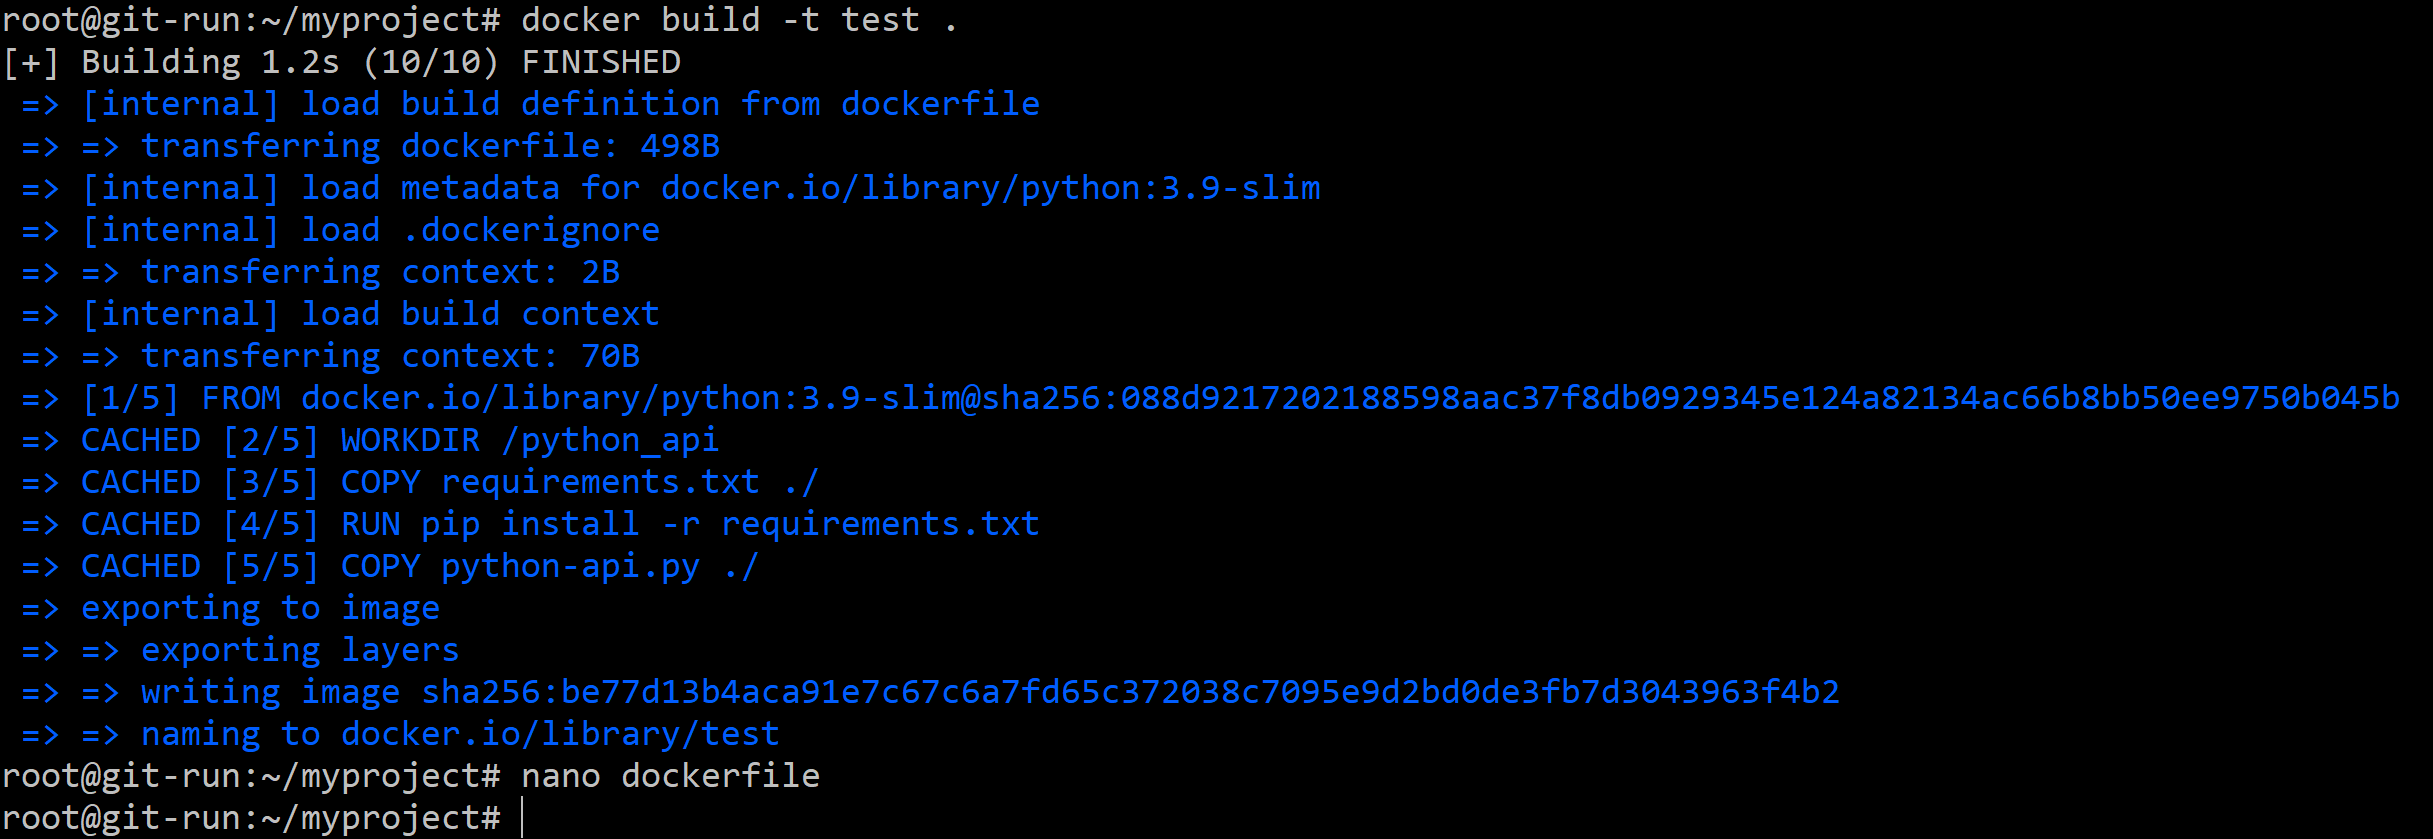 root@git-run:~/myproject# docker build -t test .
[+] Building 1.2s (10/10) FINISHED
=> [internal] load build definition from dockerfile
=> => transferring dockerfile: 498B
=> [internal] load metadata for docker.io/library/python:3.9-slim
=> [internal] load .dockerignore
=> => transferring context: 2B
=> [internal] load build context
=> => transferring context: 70B
=> [1/5] FROM docker.io/library/python:3.9-slim@sha256:088d9217202188598aac37f8db0929345e124a82134ac66b8bb50ee9750b045b
=> CACHED [2/5] WORKDIR /python_api
=> CACHED [3/5] COPY requirements.txt ./
=> CACHED [4/5] RUN pip install -r requirements.txt
=> CACHED [5/5] COPY python-api.py ./
=> exporting to image
=> => exporting layers
=> => writing image sha256:be77d13b4aca91e7c67c6a7fd65c372038c7095e9d2bd0de3fb7d3043963f4b2
=> => naming to docker.io/library/test
root@git-run:~/myproject# nano dockerfile
root@git-run:~/myproject#